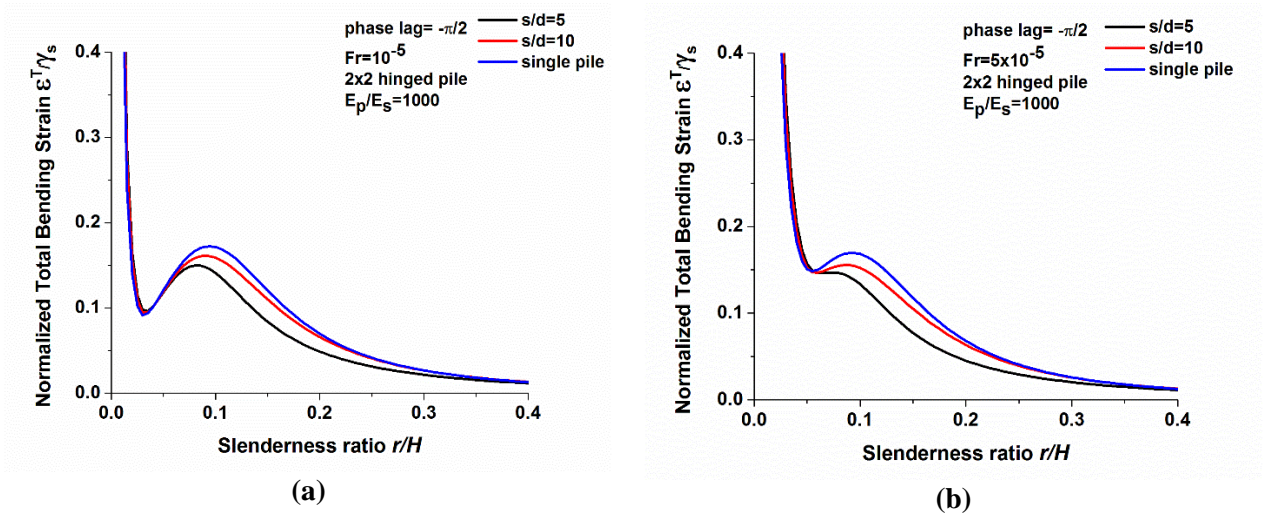 phase lag= -π/2
Fr=10⁻⁵
2x2 hinged pile
Eₚ/Eₛ=1000
s/d=5
s/d=10
single pile
Normalized Total Bending Strain εᵀ/γₛ
0.4
0.3
0.2
0.1
0.0
0.0 0.1 0.2 0.3 0.4
Slenderness ratio r/H
(a)
phase lag= -π/2
Fr=5x10⁻⁵
2x2 hinged pile
Eₚ/Eₛ=1000
s/d=5
s/d=10
single pile
Normalized Total Bending Strain εᵀ/γₛ
0.4
0.3
0.2
0.1
0.0
0.0 0.1 0.2 0.3 0.4
Slenderness ratio r/H
(b)